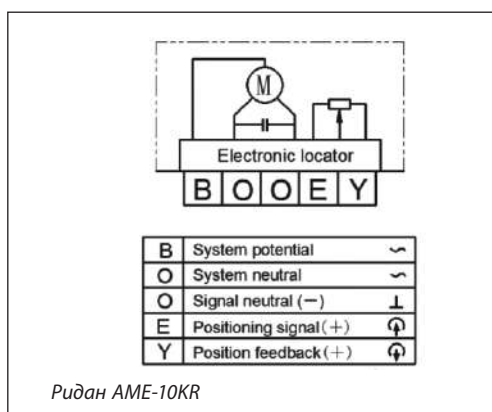 M
Electronic locator
B O O E Y
B System potential ∽
O System neutral ∽
O Signal neutral (−) ⊥
E Positioning signal (+)
Y Position feedback (+)
Ридан AME-10KR